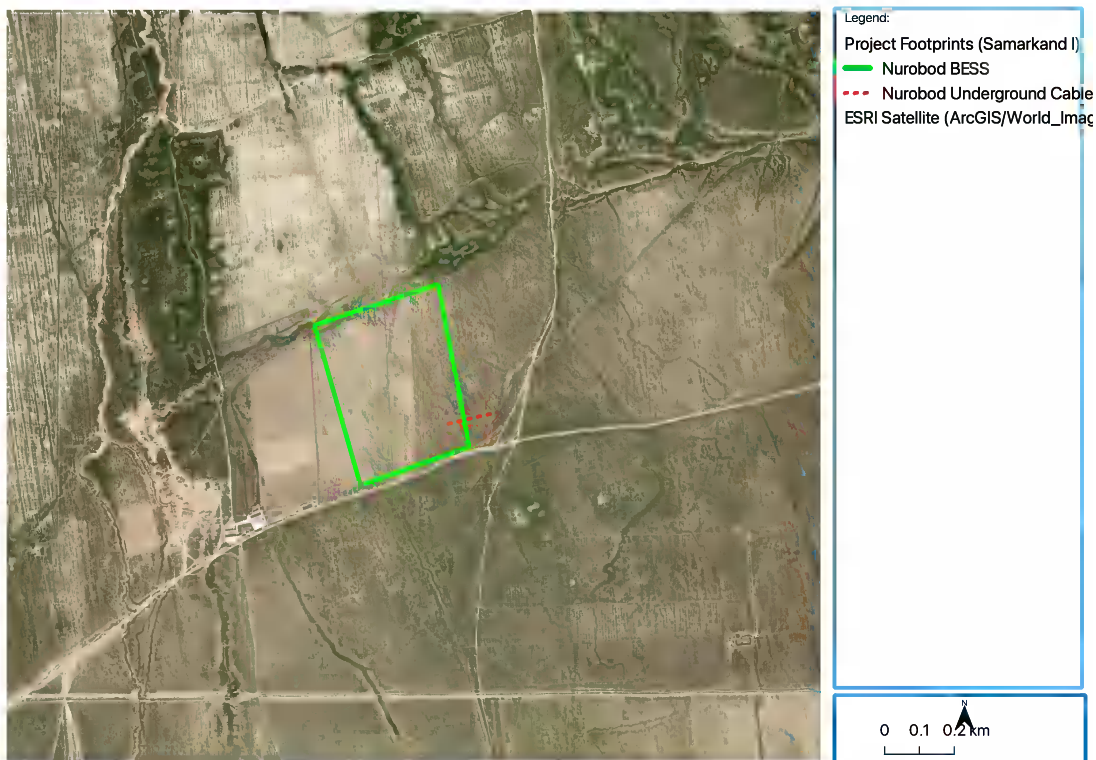 Legend:
Project Footprints (Samarkand I)
Nurobod BESS
Nurobod Underground Cable
ESRI Satellite (ArcGIS/World_Imag
N
0 0.1 0.2 km